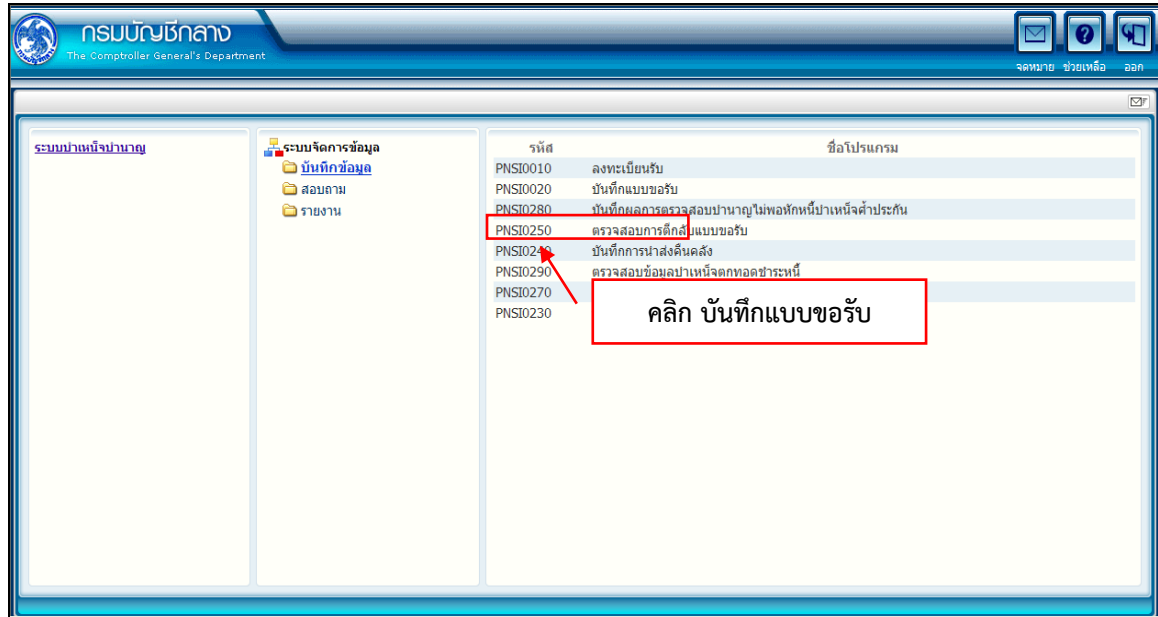 กรมบัญชีกลาง
The Comptroller General's Department
จดหมาย ช่วยเหลือ ออก
ระบบบำเหน็จบำนาญ
ระบบจัดการข้อมูล
บันทึกข้อมูล
สอบถาม
รายงาน
รหัส ชื่อโปรแกรม
PNSI0010 ลงทะเบียนรับ
PNSI0020 บันทึกแบบขอรับ
PNSI0280 บันทึกผลการตรวจสอบบำนาญไม่พอหักหนี้บำเหน็จค้ำประกัน
PNSI0250 ตรวจสอบการตีกลับแบบขอรับ
PNSI0240 บันทึกการนำส่งคืนคลัง
PNSI0290 ตรวจสอบข้อมูลบำเหน็จตกทอดชำระหนี้
PNSI0270
PNSI0230
คลิก บันทึกแบบขอรับ